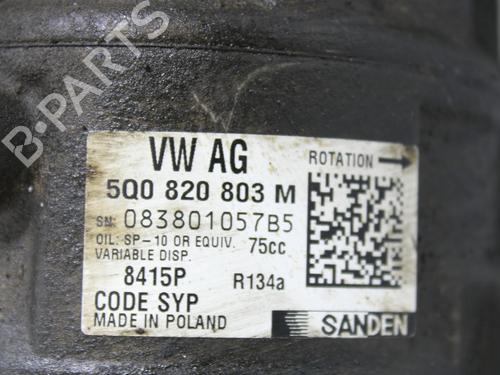 B-PARTS
VW AG
ROTATION
5Q0 820 803 M
SN: 083801057B5
OIL: SP-10 OR EQUIV. 75cc
VARIABLE DISP.
8415P R134a
CODE SYP
MADE IN POLAND
SANDEN